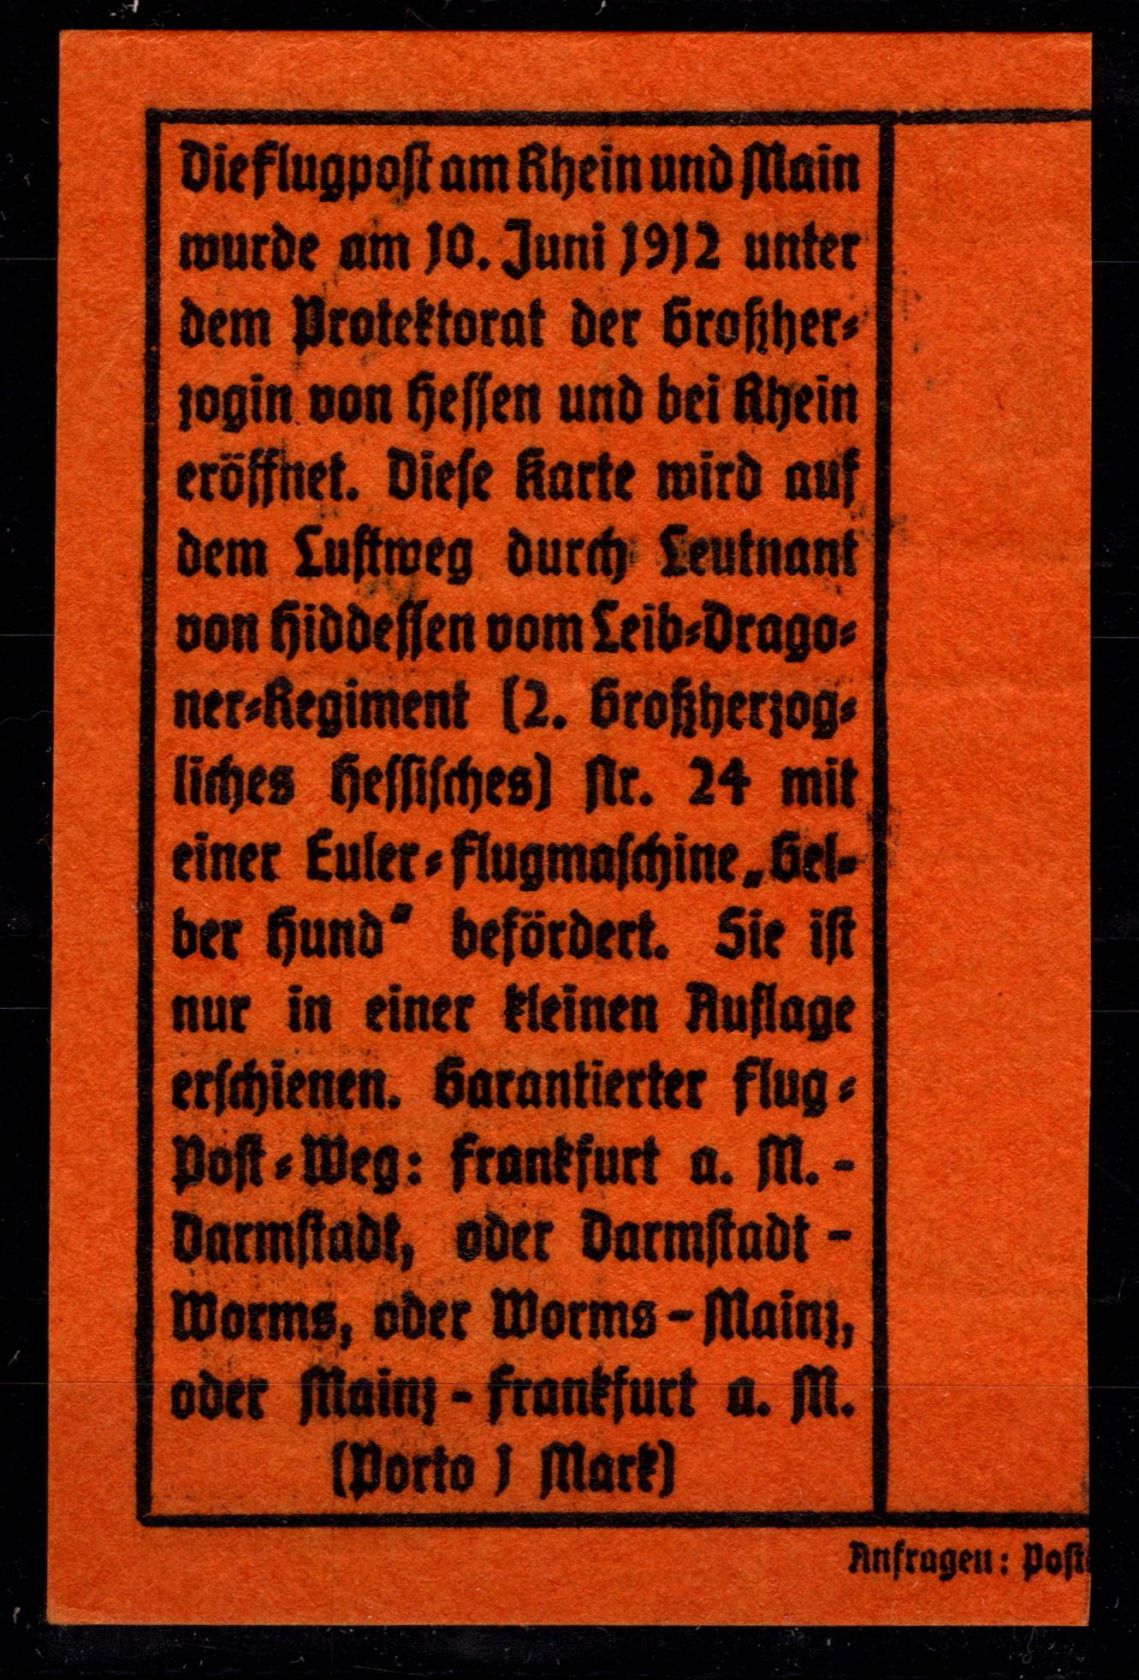 Die Flugpost am Rhein und Main
wurde am 10. Juni 1912 unter
dem Protektorat der Großher-
zogin von Hessen und bei Rhein
eröffnet. Diese Karte wird auf
dem Luftweg durch Leutnant
von Hiddessen vom Leib-Drago-
ner-Regiment (2. Großherzog-
liches Hessisches) Nr. 24 mit
einer Euler-Flugmaschine „Gel-
ber Hund“ befördert. Sie ist
nur in einer kleinen Auflage
erschienen. Garantierter Flug-
Post-Weg: Frankfurt a. M. -
Darmstadt, oder Darmstadt -
Worms, oder Worms - Mainz,
oder Mainz - Frankfurt a. M.
(Porto 1 Mark)
Anfragen: Post